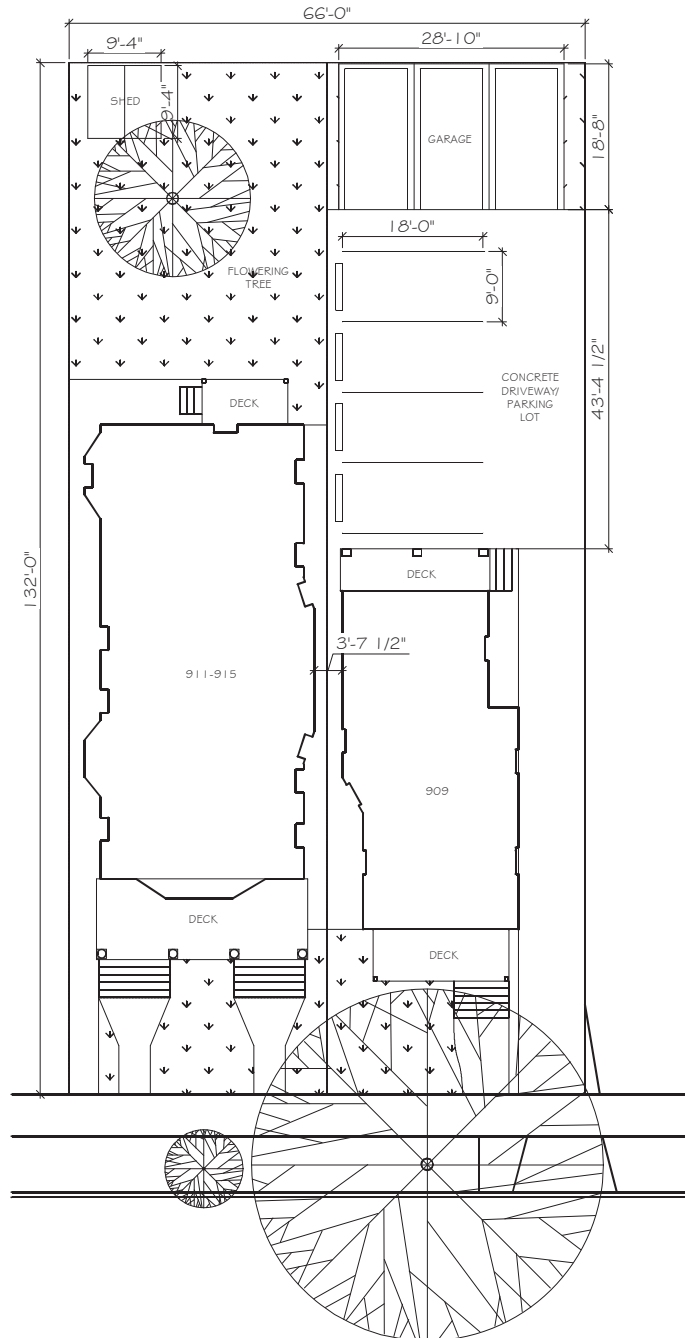 66'-0"
9'-4"
28'-10"
SHED
9'-4"
GARAGE
18'-8"
18'-0"
FLOWERING
TREE
9'-0"
DECK
CONCRETE
DRIVEWAY/
PARKING
LOT
43'-4 1/2"
132'-0"
DECK
3'-7 1/2"
911-915
909
DECK
DECK